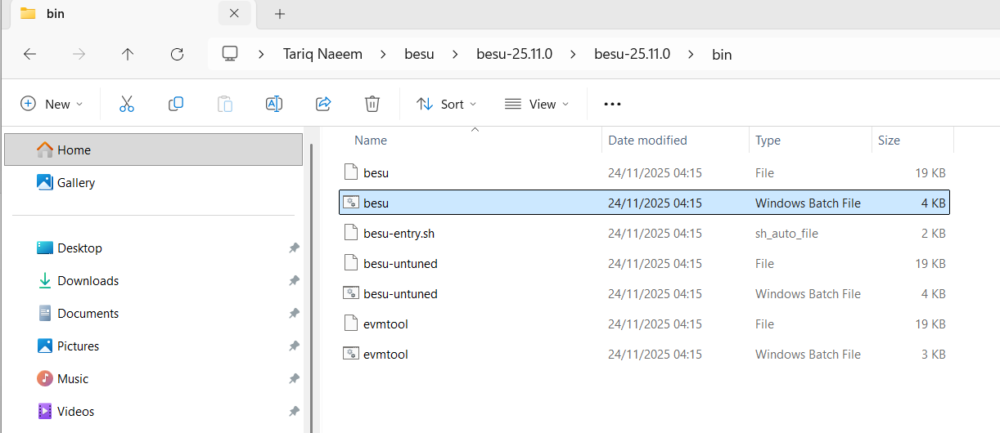 bin
Tariq Naeem > besu > besu-25.11.0 > besu-25.11.0 > bin
New Sort View
Home
Gallery
Desktop
Downloads
Documents
Pictures
Music
Videos
Name Date modified Type Size
besu 24/11/2025 04:15 File 19 KB
besu 24/11/2025 04:15 Windows Batch File 4 KB
besu-entry.sh 24/11/2025 04:15 sh_auto_file 2 KB
besu-untuned 24/11/2025 04:15 File 19 KB
besu-untuned 24/11/2025 04:15 Windows Batch File 4 KB
evmtool 24/11/2025 04:15 File 19 KB
evmtool 24/11/2025 04:15 Windows Batch File 3 KB